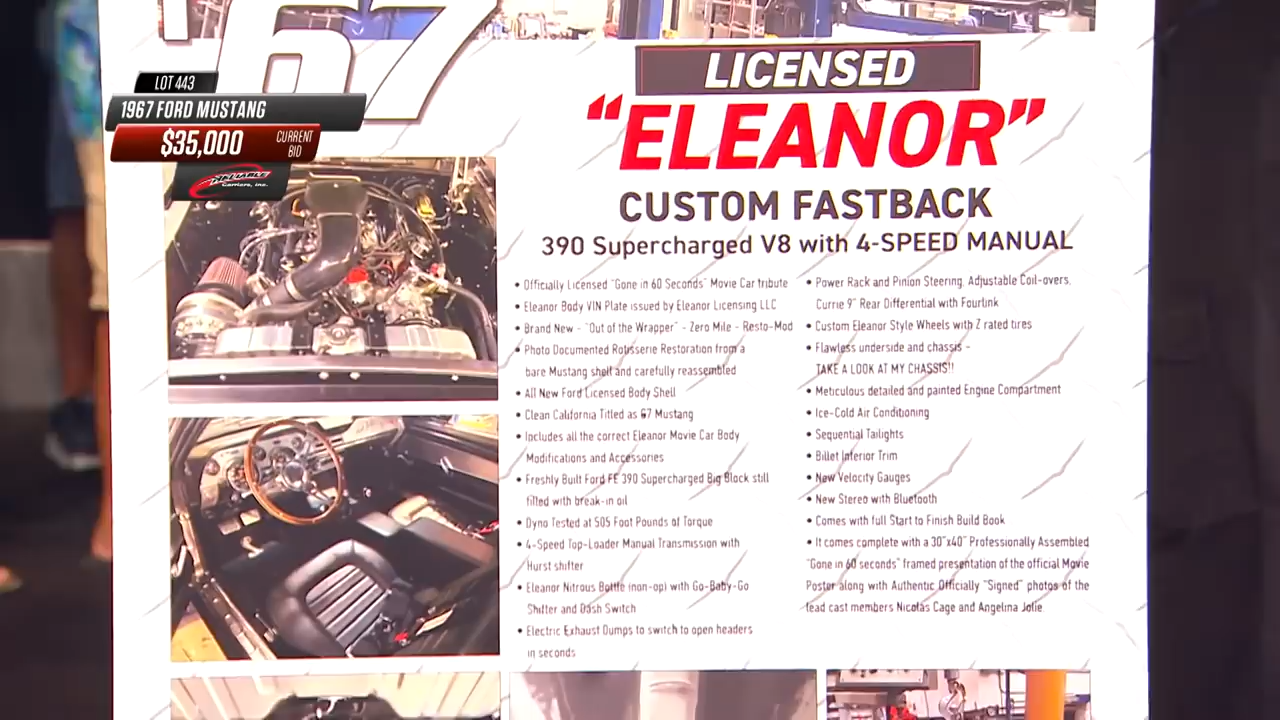 '67
LOT 443
1967 FORD MUSTANG
$35,000 CURRENT BID
RELIABLE
Carriers, Inc.
LICENSED
"ELEANOR"
CUSTOM FASTBACK
390 Supercharged V8 with 4-SPEED MANUAL
• Officially Licensed "Gone in 60 Seconds" Movie Car tribute
• Eleanor Body VIN Plate issued by Eleanor Licensing LLC
• Brand New - "Out of the Wrapper" - Zero Mile - Resto-Mod
• Photo Documented Rotisserie Restoration from a
bare Mustang shell and carefully reassembled
• All New Ford Licensed Body Shell
• Clean California Titled as 67 Mustang
• Includes all the correct Eleanor Movie Car Body
Modifications and Accessories
• Freshly Built Ford FE 390 Supercharged Big Block still
filled with break-in oil
• Dyno Tested at 505 Foot Pounds of Torque
• 4-Speed Top-Loader Manual Transmission with
Hurst shifter
• Eleanor Nitrous Bottle (non-op) with Go-Baby-Go
Shifter and Dash Switch
• Electric Exhaust Dumps to switch to open headers
in seconds
• Power Rack and Pinion Steering, Adjustable Coil-overs,
Currie 9" Rear Differential with Fourlink
• Custom Eleanor Style Wheels with Z rated tires
• Flawless underside and chassis -
TAKE A LOOK AT MY CHASSIS!!
• Meticulous detailed and painted Engine Compartment
• Ice-Cold Air Conditioning
• Sequential Tailights
• Billet Interior Trim
• New Velocity Gauges
• New Stereo with Bluetooth
• Comes with full Start to Finish Build Book
• It comes complete with a 30"x40" Professionally Assembled
"Gone in 60 seconds" framed presentation of the official Movie
Poster along with Authentic Officially "Signed" photos of the
lead cast members Nicolas Cage and Angelina Jolie